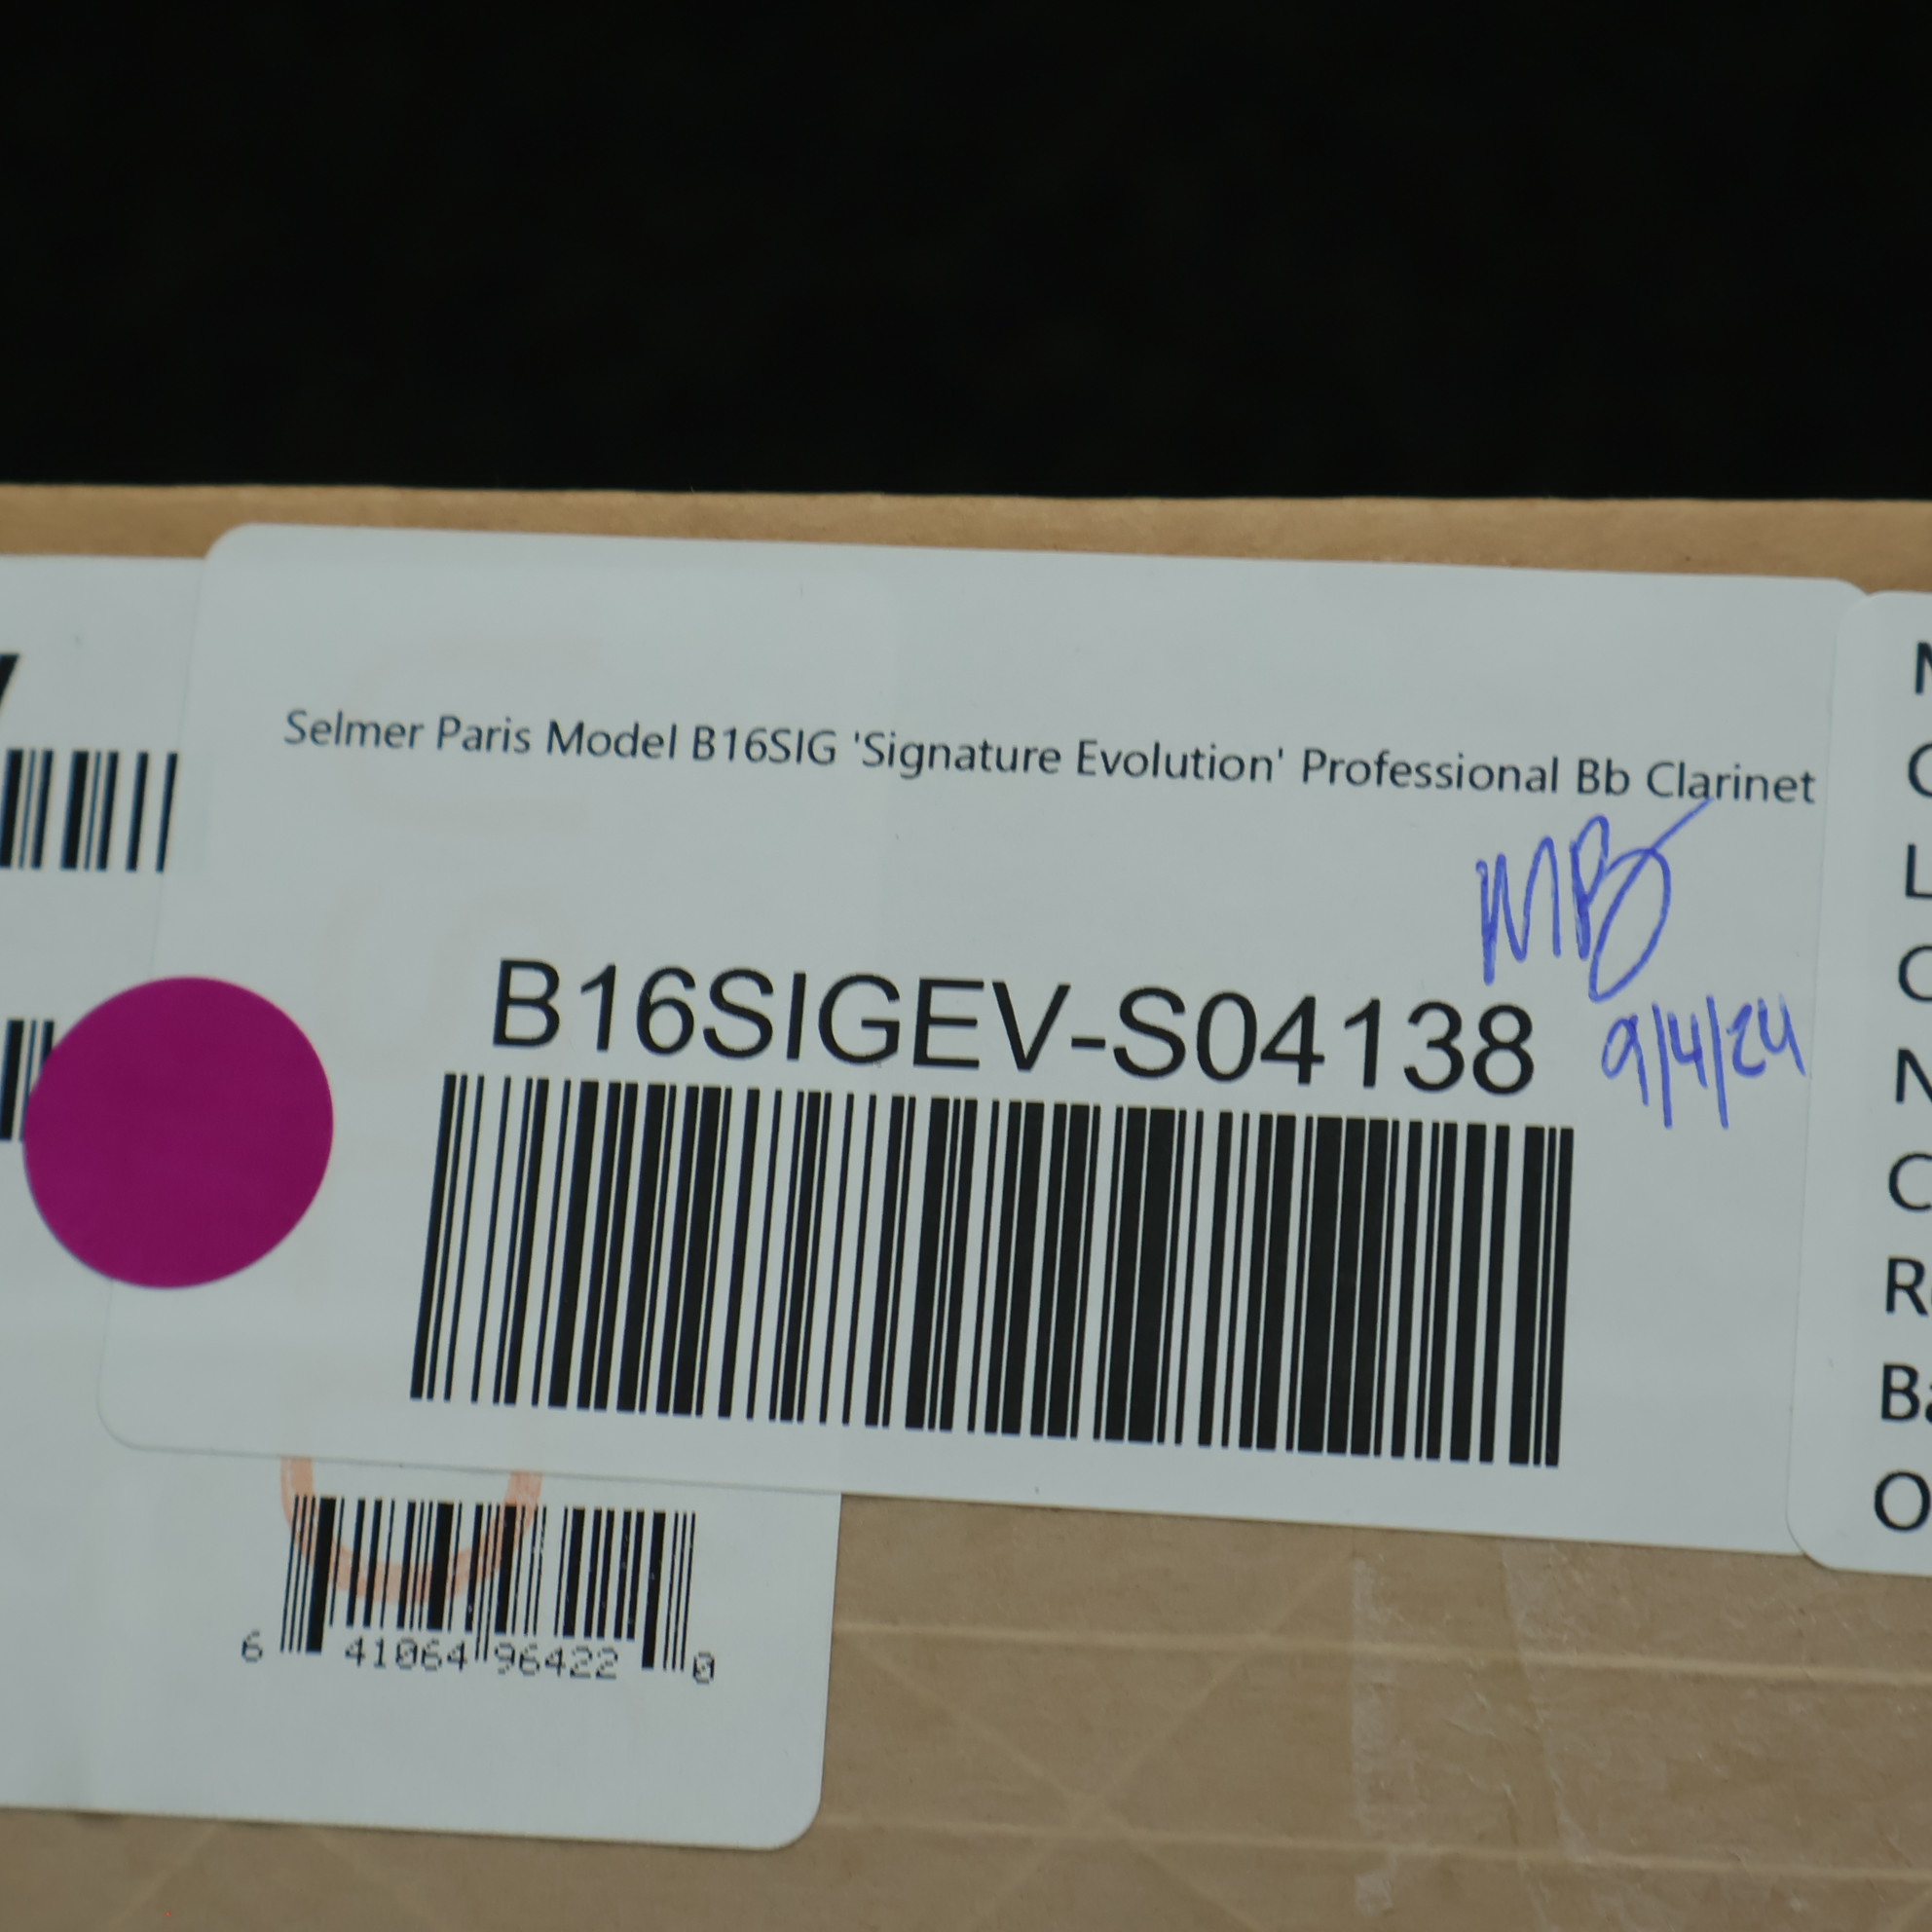 Selmer Paris Model B16SIG 'Signature Evolution' Professional Bb Clarinet
MB
B16SIGEV-S04138
9/4/24
6 41064 96422 0